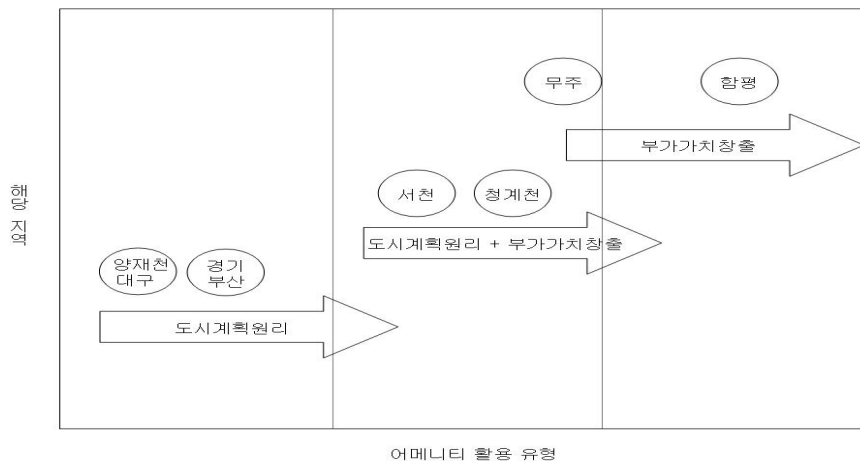 무주
함평
부가가치창출
서천
청계천
도시계획원리 + 부가가치창출
양재천
대구
경기
부산
도시계획원리
해당 지역
어메니티 활용 유형